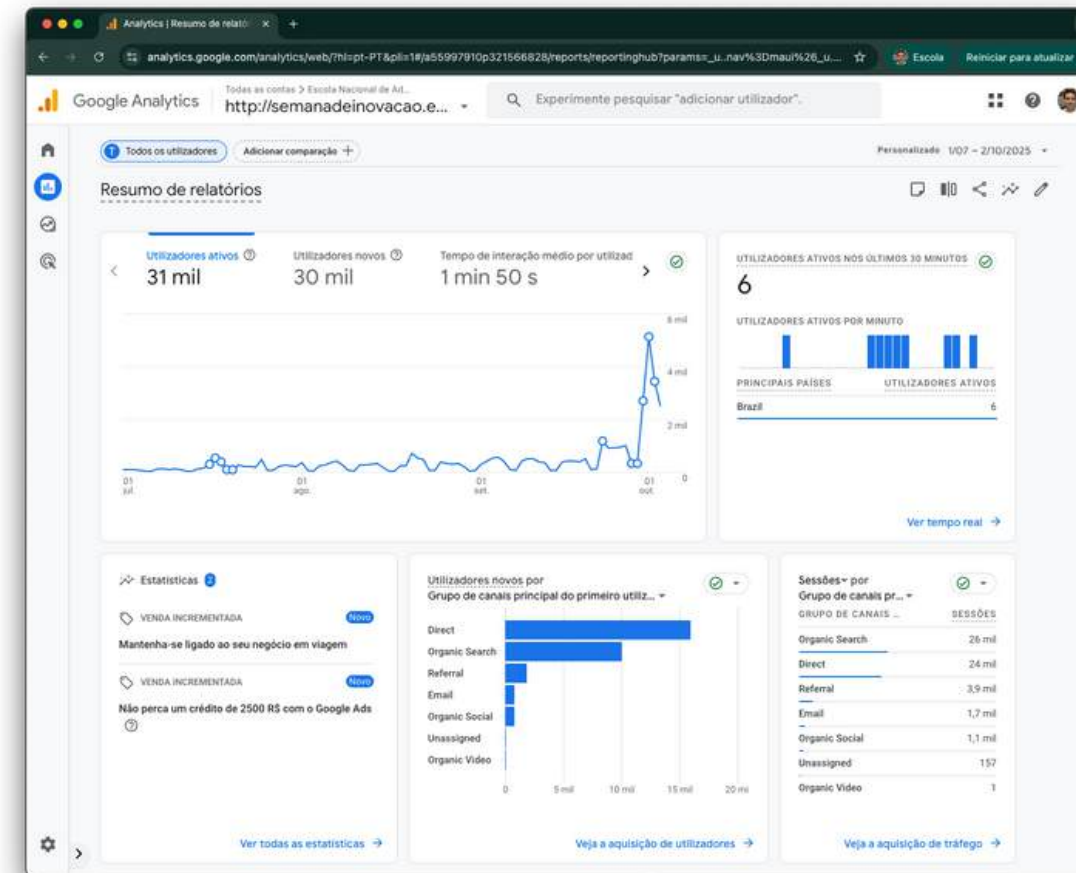 Analytics | Resumo de relató
analytics.google.com/analytics/web/?hl=pt-PT&pli=1#/a55997910p321566828/reports/reportinghub?params=_u..nav%3Dmaui%26_u....
Escola
Reiniciar para atualizar
Google Analytics
Todas as contas > Escola Nacional de Ad...
http://semanadeinovacao.e...
Experimente pesquisar "adicionar utilizador".
Todos os utilizadores
Adicionar comparação +
Personalizado 1/07 – 2/10/2025
Resumo de relatórios
Utilizadores ativos
31 mil
Utilizadores novos
30 mil
Tempo de interação médio por utilizad
1 min 50 s
6 mil
4 mil
2 mil
0
01
jul.
01
ago.
01
set.
01
out.
UTILIZADORES ATIVOS NOS ÚLTIMOS 30 MINUTOS
6
UTILIZADORES ATIVOS POR MINUTO
PRINCIPAIS PAÍSES UTILIZADORES ATIVOS
Brazil 6
Ver tempo real →
Estatísticas 2
VENDA INCREMENTADA Novo
Mantenha-se ligado ao seu negócio em viagem
VENDA INCREMENTADA Novo
Não perca um crédito de 2500 R$ com o Google Ads
Ver todas as estatísticas →
Utilizadores novos por
Grupo de canais principal do primeiro utiliz...
Direct
Organic Search
Referral
Email
Organic Social
Unassigned
Organic Video
0 5 mil 10 mil 15 mil 20 mi
Veja a aquisição de utilizadores →
Sessões por
Grupo de canais pr...
GRUPO DE CANAIS ... SESSÕES
Organic Search 26 mil
Direct 24 mil
Referral 3,9 mil
Email 1,7 mil
Organic Social 1,1 mil
Unassigned 157
Organic Video 1
Veja a aquisição de tráfego →